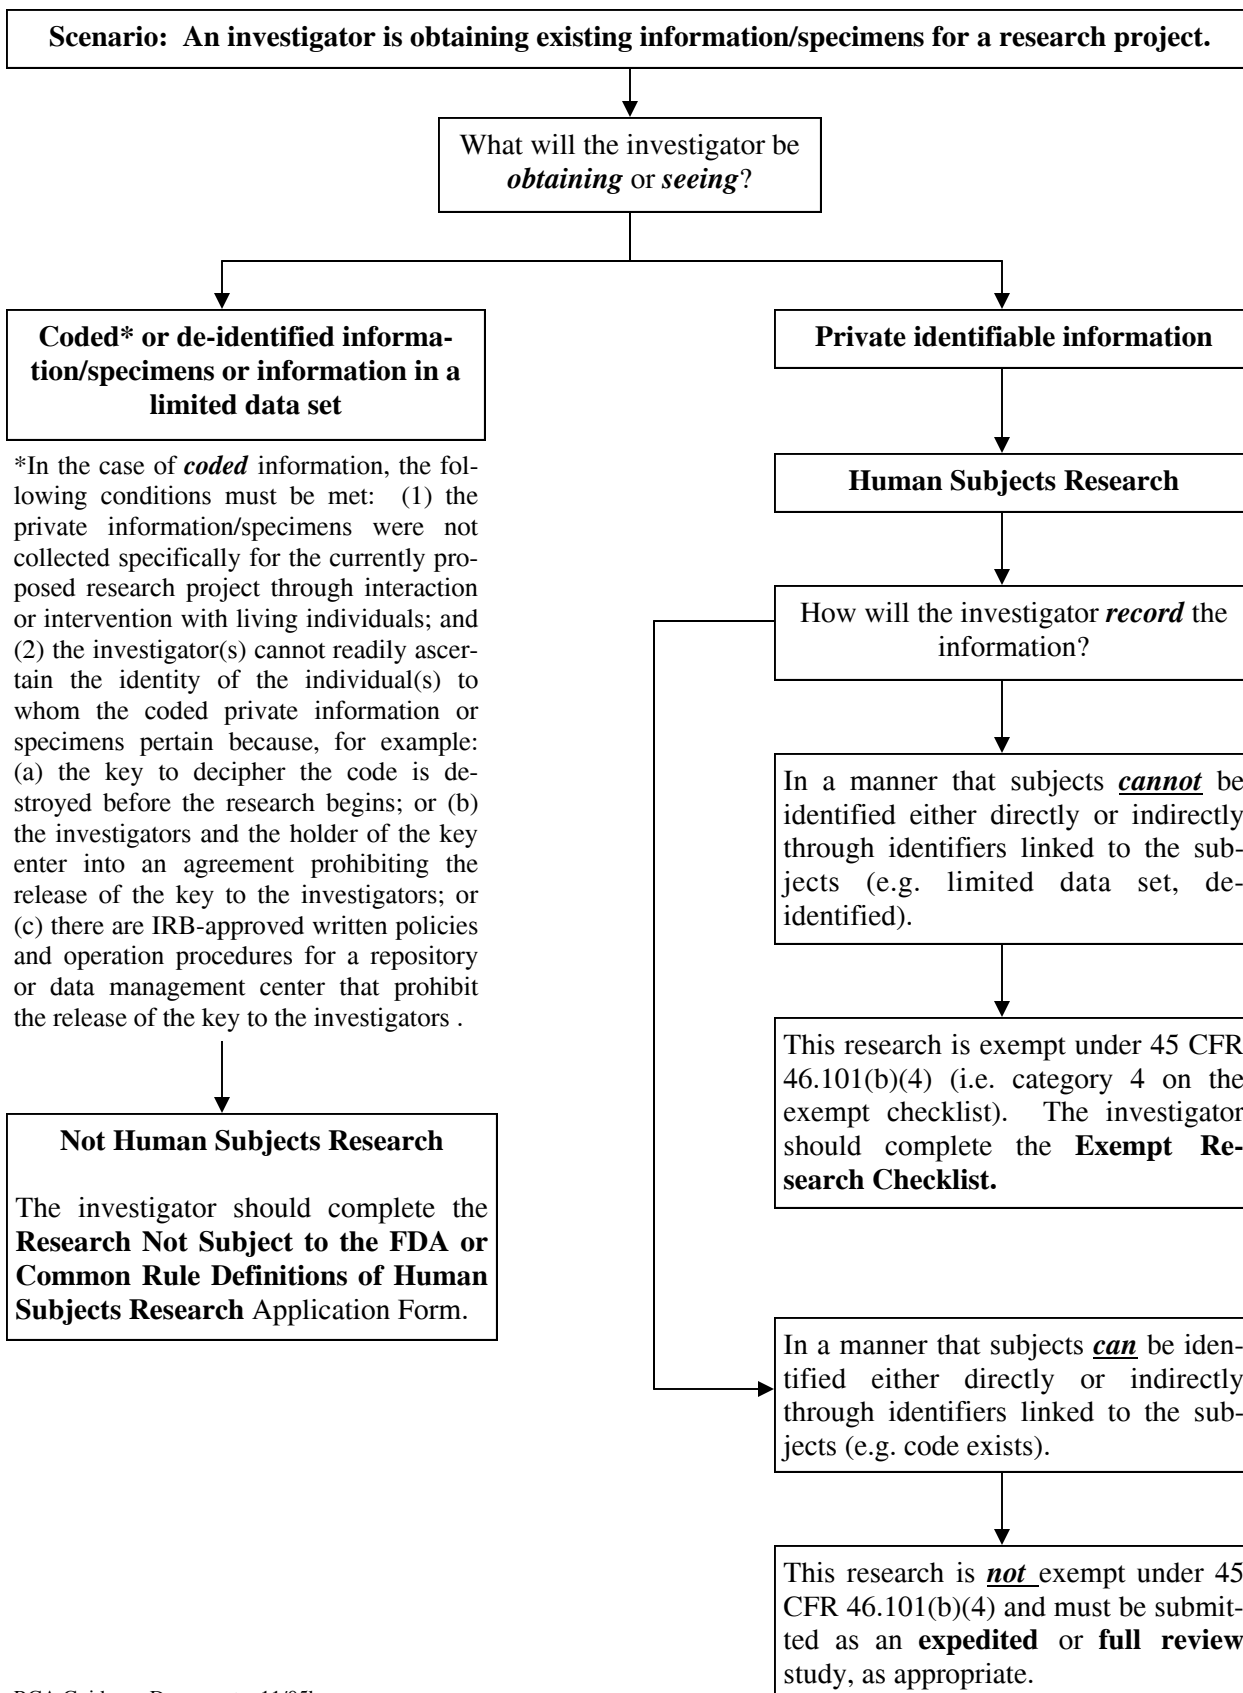 Scenario:  An investigator is obtaining existing information/specimens for a research project.
What will the investigator be
obtaining or seeing?
Coded* or de-identified informa-
tion/specimens or information in a
limited data set
*In the case of coded information, the fol-
lowing conditions must be met:  (1) the
private information/specimens were not
collected specifically for the currently pro-
posed research project through interaction
or intervention with living individuals; and
(2) the investigator(s) cannot readily ascer-
tain the identity of the individual(s) to
whom the coded private information or
specimens pertain because, for example:
(a) the key to decipher the code is de-
stroyed before the research begins; or (b)
the investigators and the holder of the key
enter into an agreement prohibiting the
release of the key to the investigators; or
(c) there are IRB-approved written policies
and operation procedures for a repository
or data management center that prohibit
the release of the key to the investigators .
Not Human Subjects Research
The investigator should complete the
Research Not Subject to the FDA or
Common Rule Definitions of Human
Subjects Research Application Form.
Private identifiable information
Human Subjects Research
How will the investigator record the
information?
In a manner that subjects cannot be
identified either directly or indirectly
through identifiers linked to the sub-
jects (e.g. limited data set, de-
identified).
This research is exempt under 45 CFR
46.101(b)(4) (i.e. category 4 on the
exempt checklist).  The investigator
should complete the Exempt Re-
search Checklist.
In a manner that subjects can be iden-
tified either directly or indirectly
through identifiers linked to the sub-
jects (e.g. code exists).
This research is not exempt under 45
CFR 46.101(b)(4) and must be submit-
ted as an expedited or full review
study, as appropriate.